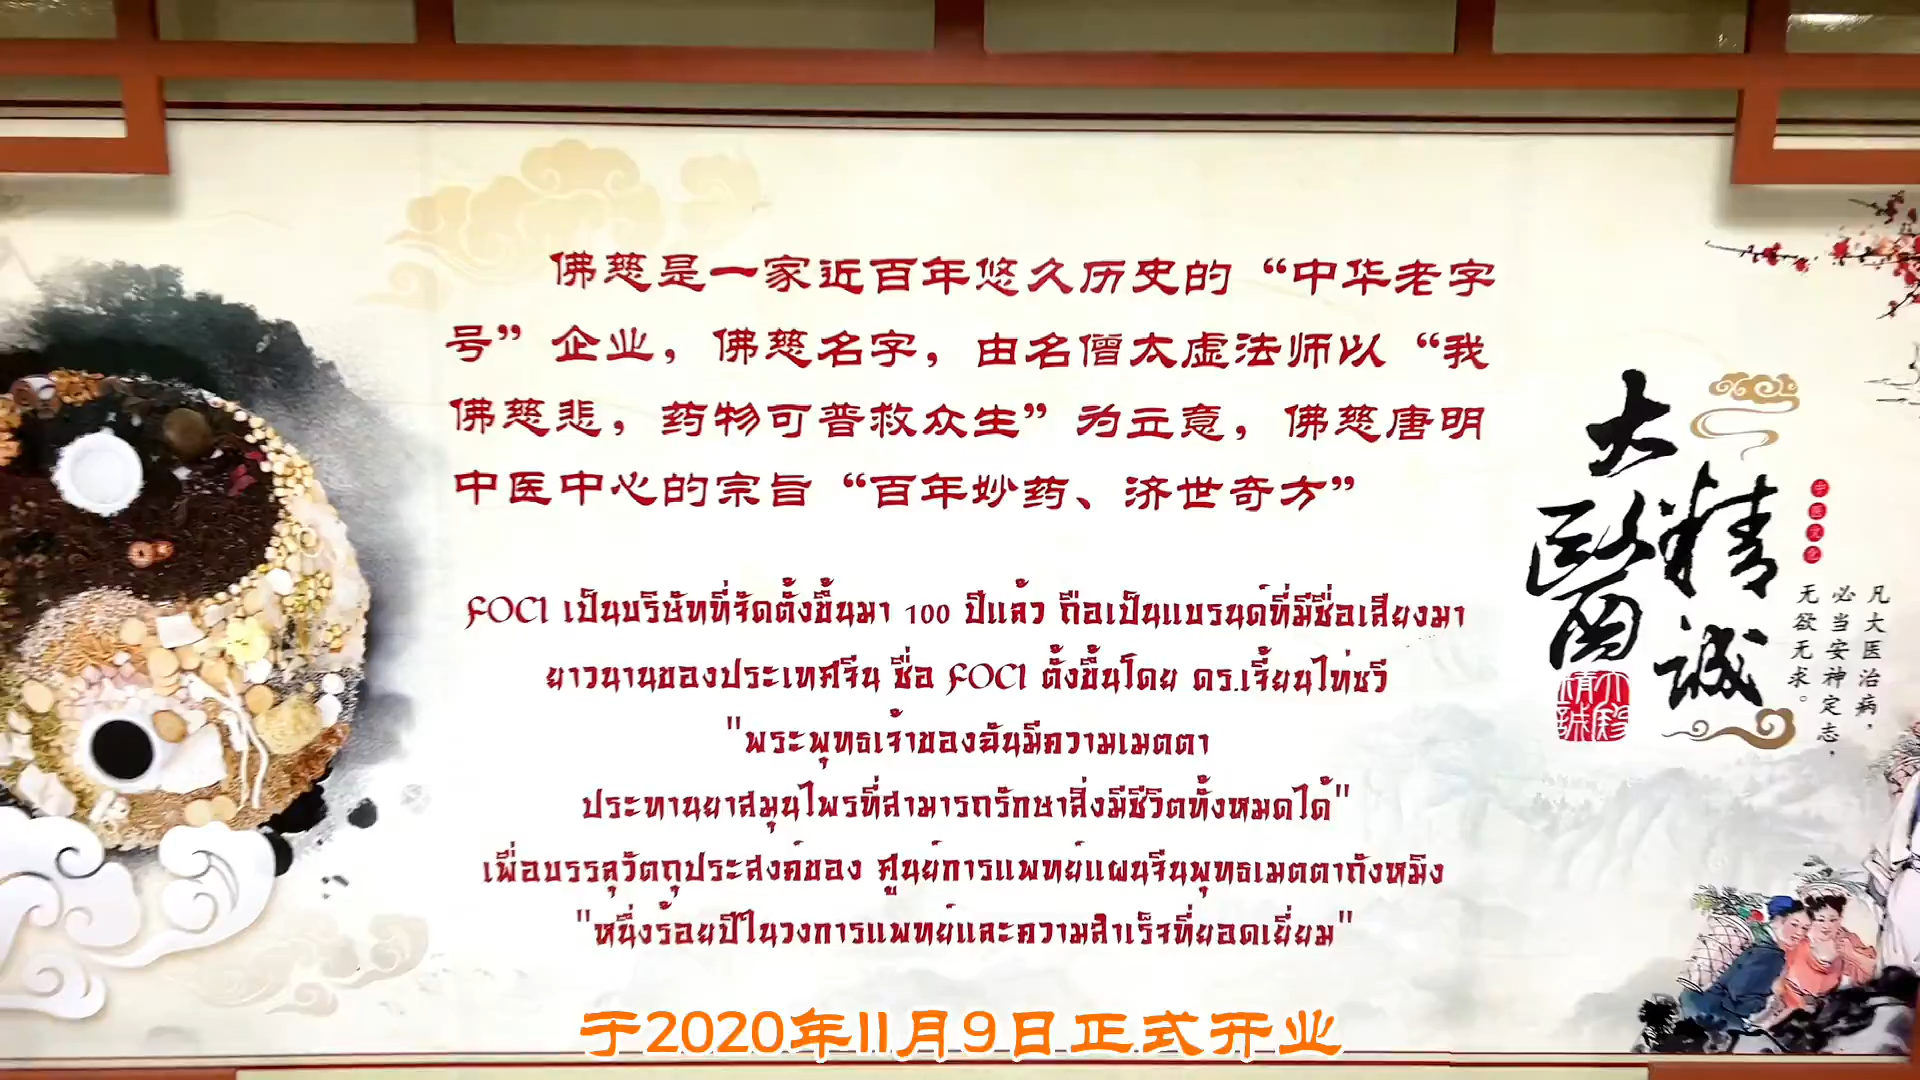 佛慈是一家近百年悠久历史的“中华老字
号”企业，佛慈名字，由名僧太虚法师以“我
佛慈悲，药物可普救众生”为立意，佛慈唐明
中医中心的宗旨“百年妙药、济世奇方”
FOCI เป็นบริษัทที่จัดตั้งขึ้นมา 100 ปีแล้ว ถือเป็นแบรนด์ที่มีชื่อเสียงมา
ยาวนานของประเทศจีน ชื่อ FOCI ตั้งขึ้นโดย ดร.เจี้ยนไท่ซวี
"พระพุทธเจ้าของฉันมีความเมตตา
ประทานยาสมุนไพรที่สามารถรักษาสิ่งมีชีวิตทั้งหมดได้"
เพื่อบรรลุวัตถุประสงค์ของ ศูนย์การแพทย์แผนจีนพุทธเมตตาถังหมิง
"หนึ่งร้อยปีในวงการแพทย์และความสำเร็จที่ยอดเยี่ยม"
大醫
精誠
中医文化
凡大医治病，
必当安神定志，
无欲无求。
大醫精誠
于2020年11月9日正式开业